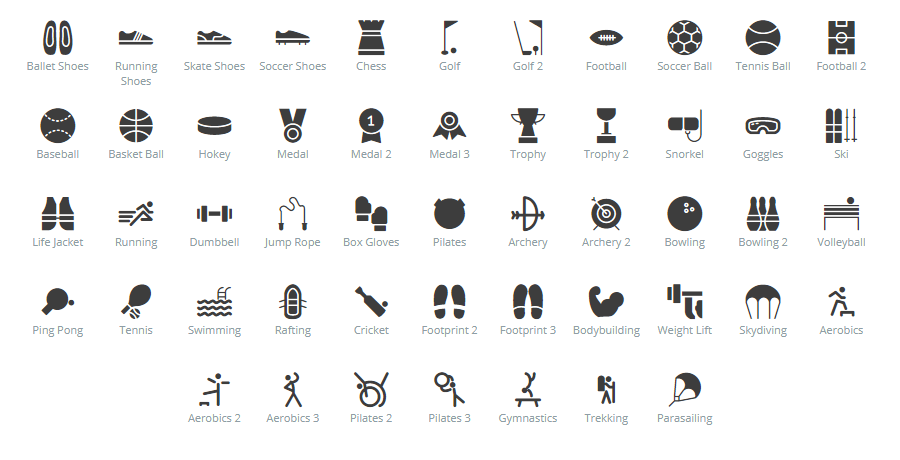 Ballet Shoes Running Shoes Skate Shoes Soccer Shoes Chess Golf Golf 2 Football Soccer Ball Tennis Ball Football 2
1
Baseball Basket Ball Hokey Medal Medal 2 Medal 3 Trophy Trophy 2 Snorkel Goggles Ski
Life Jacket Running Dumbbell Jump Rope Box Gloves Pilates Archery Archery 2 Bowling Bowling 2 Volleyball
Ping Pong Tennis Swimming Rafting Cricket Footprint 2 Footprint 3 Bodybuilding Weight Lift Skydiving Aerobics
Aerobics 2 Aerobics 3 Pilates 2 Pilates 3 Gymnastics Trekking Parasailing